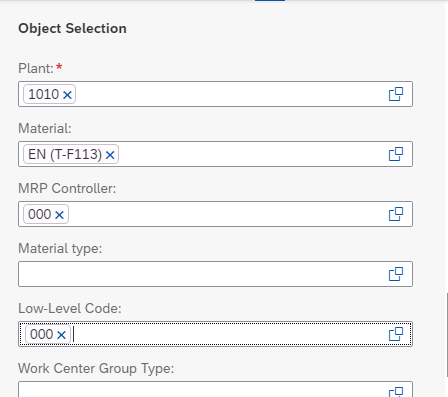 Object Selection
Plant:*
1010 ×
Material:
EN (T-F113) ×
MRP Controller:
000 ×
Material type:
Low-Level Code:
000 ×
Work Center Group Type: